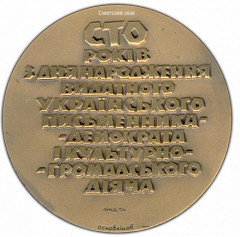 Советский знак
СТО
РОКІВ
З ДНЯ НАРОДЖЕННЯ
ВИДАТНОГО
УКРАЇНСЬКОГО
ПИСЬМЕННИКА-
-ДЕМОКРАТА
І КУЛЬТУРНО-
-ГРОМАДСЬКОГО
ДІЯЧА